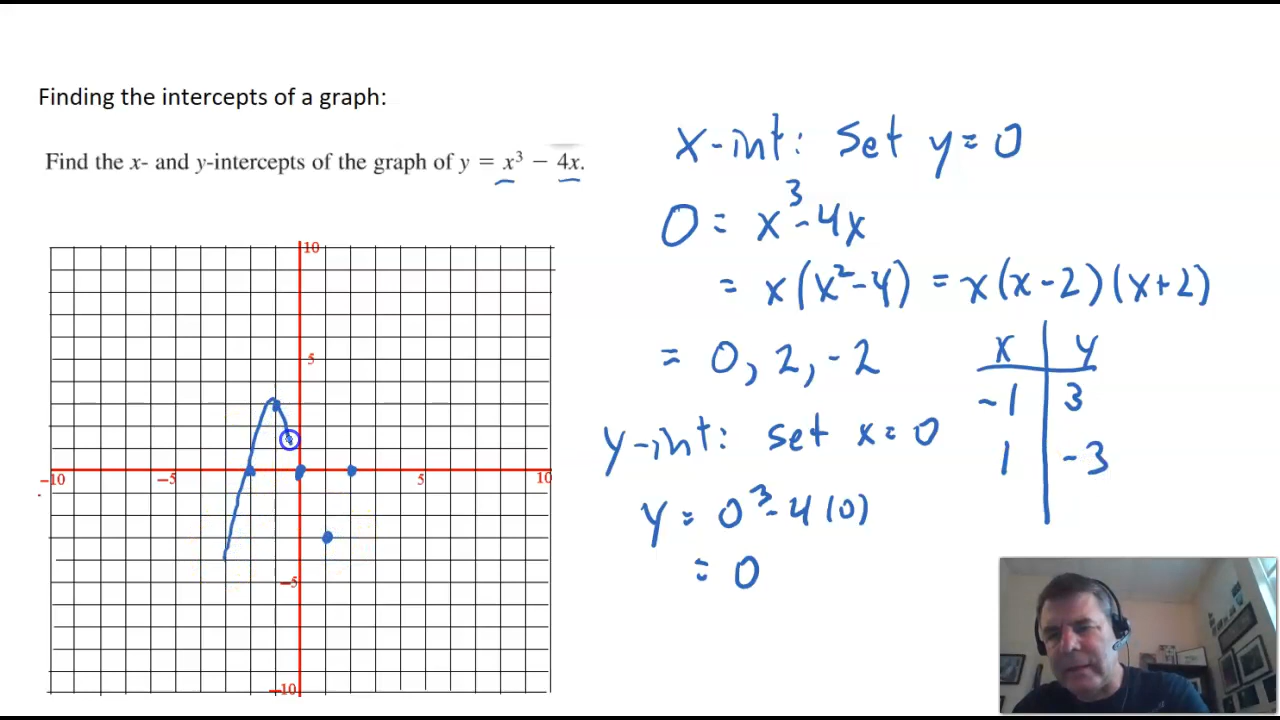 Finding the intercepts of a graph:
Find the x- and y-intercepts of the graph of y = x³ − 4x.
x-int: Set y = 0
0 = x³ - 4x
= x(x² - 4) = x(x - 2)(x + 2)
= 0, 2, -2
y-int: set x = 0
y = 0³ - 4(0)
= 0
x y
-1 3
1 -3
10
5
-10 -5 5 10
-5
-10